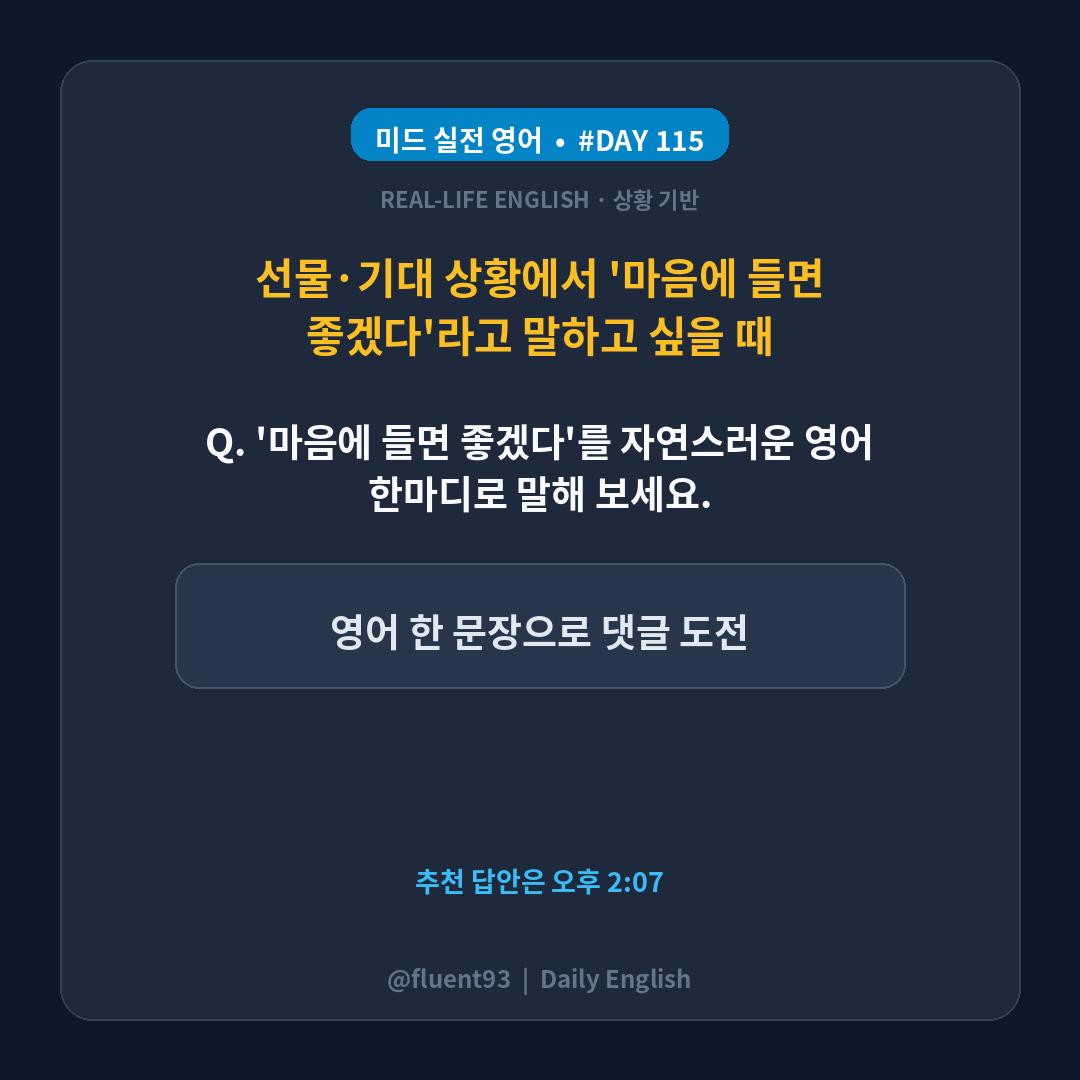 미드 실전 영어 • #DAY 115
REAL-LIFE ENGLISH · 상황 기반
선물·기대 상황에서 '마음에 들면
좋겠다'라고 말하고 싶을 때
Q. '마음에 들면 좋겠다'를 자연스러운 영어
한마디로 말해 보세요.
영어 한 문장으로 댓글 도전
추천 답안은 오후 2:07
@fluent93 | Daily English